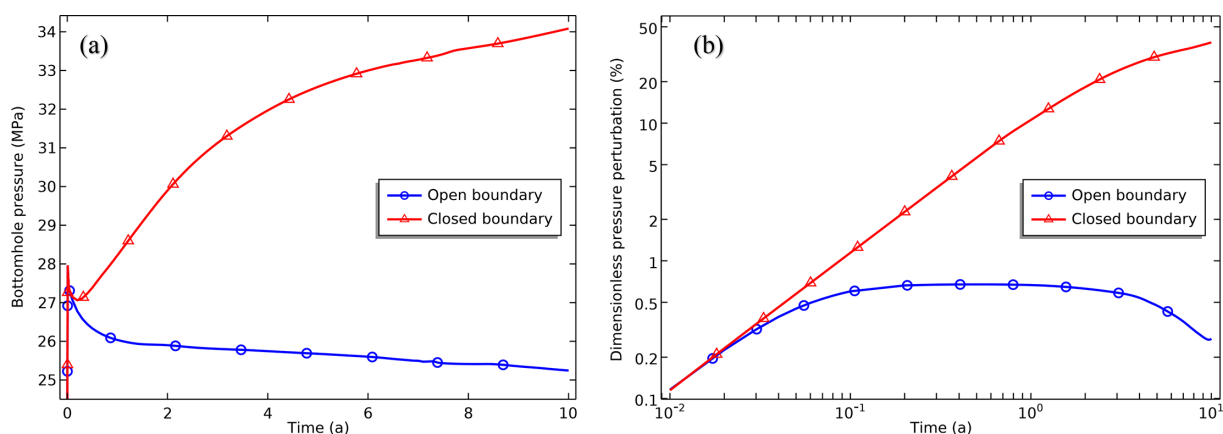 (a)
Bottomhole pressure (MPa)
34
33
32
31
30
29
28
27
26
25
0
2
4
6
8
10
Time (a)
Open boundary
Closed boundary
(b)
Dimensionless pressure perturbation (%)
50
20
10
5
2
1
0.5
0.2
0.1
10⁻²
10⁻¹
10⁰
10¹
Time (a)
Open boundary
Closed boundary